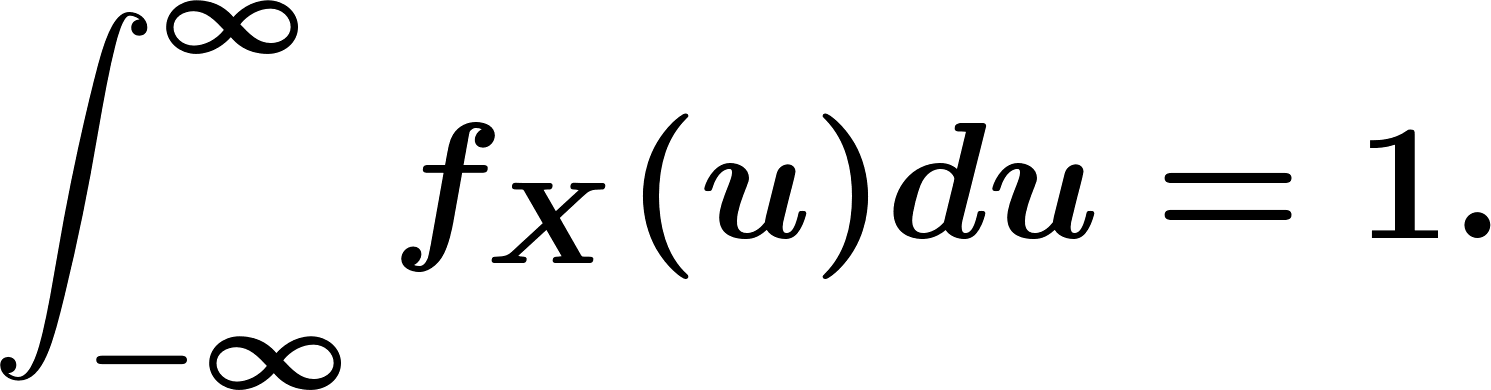 ∫_{-∞}^{∞} f_X(u)du = 1.